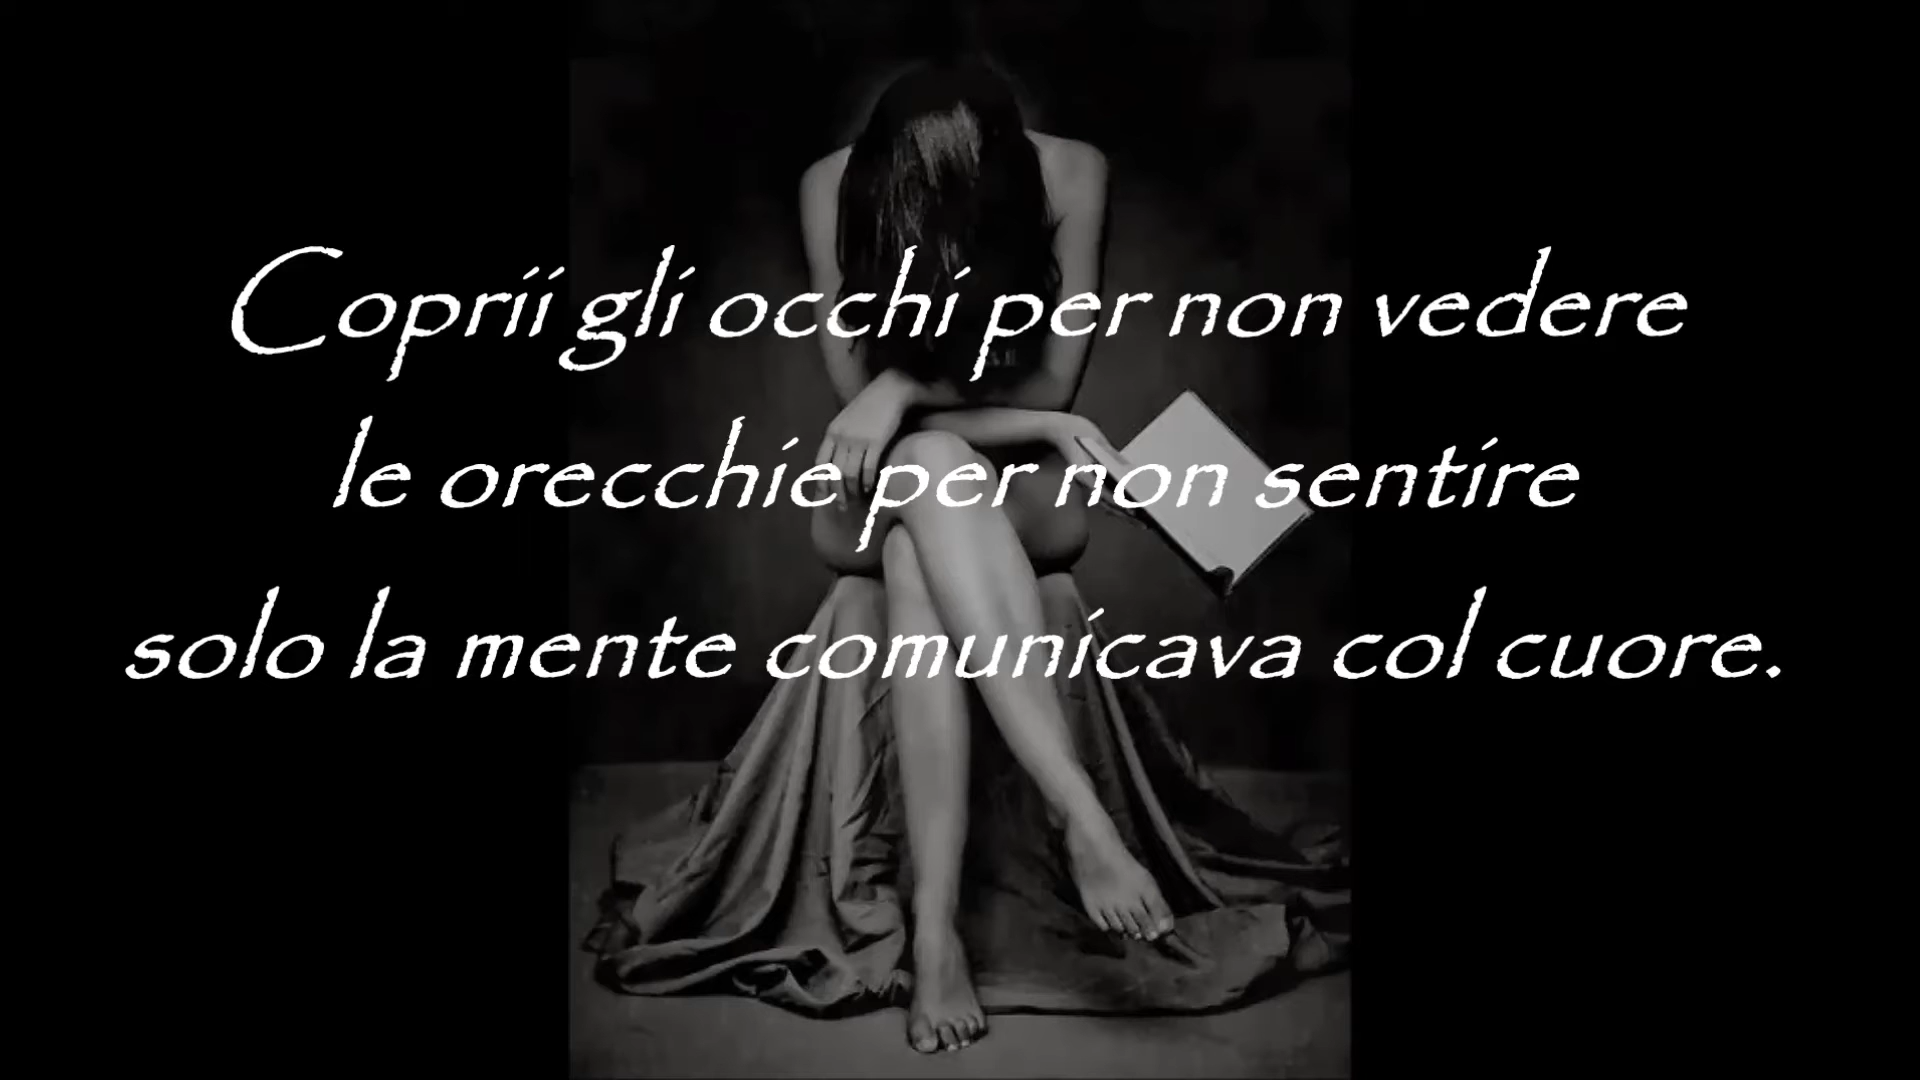 Coprii gli occhi per non vedere
le orecchie per non sentire
solo la mente comunicava col cuore.